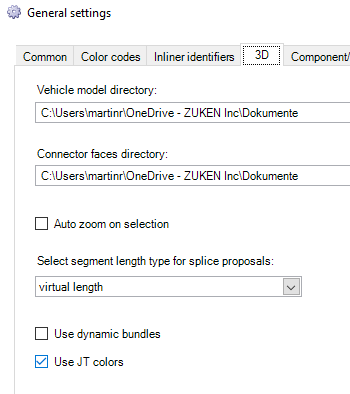 General settings
Common Color codes Inliner identifiers 3D Component/
Vehicle model directory:
C:\Users\martinr\OneDrive - ZUKEN Inc\Dokumente
Connector faces directory:
C:\Users\martinr\OneDrive - ZUKEN Inc\Dokumente
Auto zoom on selection
Select segment length type for splice proposals:
virtual length
Use dynamic bundles
Use JT colors